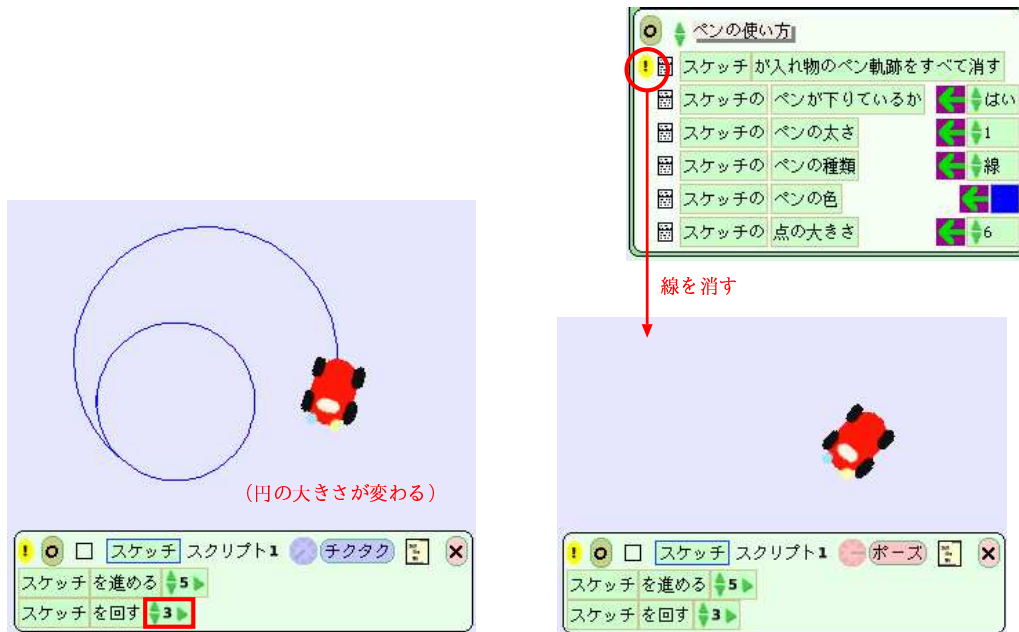 ペンの使い方
! スケッチ が入れ物のペン軌跡をすべて消す
スケッチの ペンが下りているか はい
スケッチの ペンの太さ 1
スケッチの ペンの種類 線
スケッチの ペンの色
スケッチの 点の大きさ 6
線を消す
(円の大きさが変わる)
! スケッチ スクリプト1 チクタク
スケッチ を進める 5
スケッチ を回す 3
! スケッチ スクリプト1 ポーズ
スケッチ を進める 5
スケッチ を回す 3